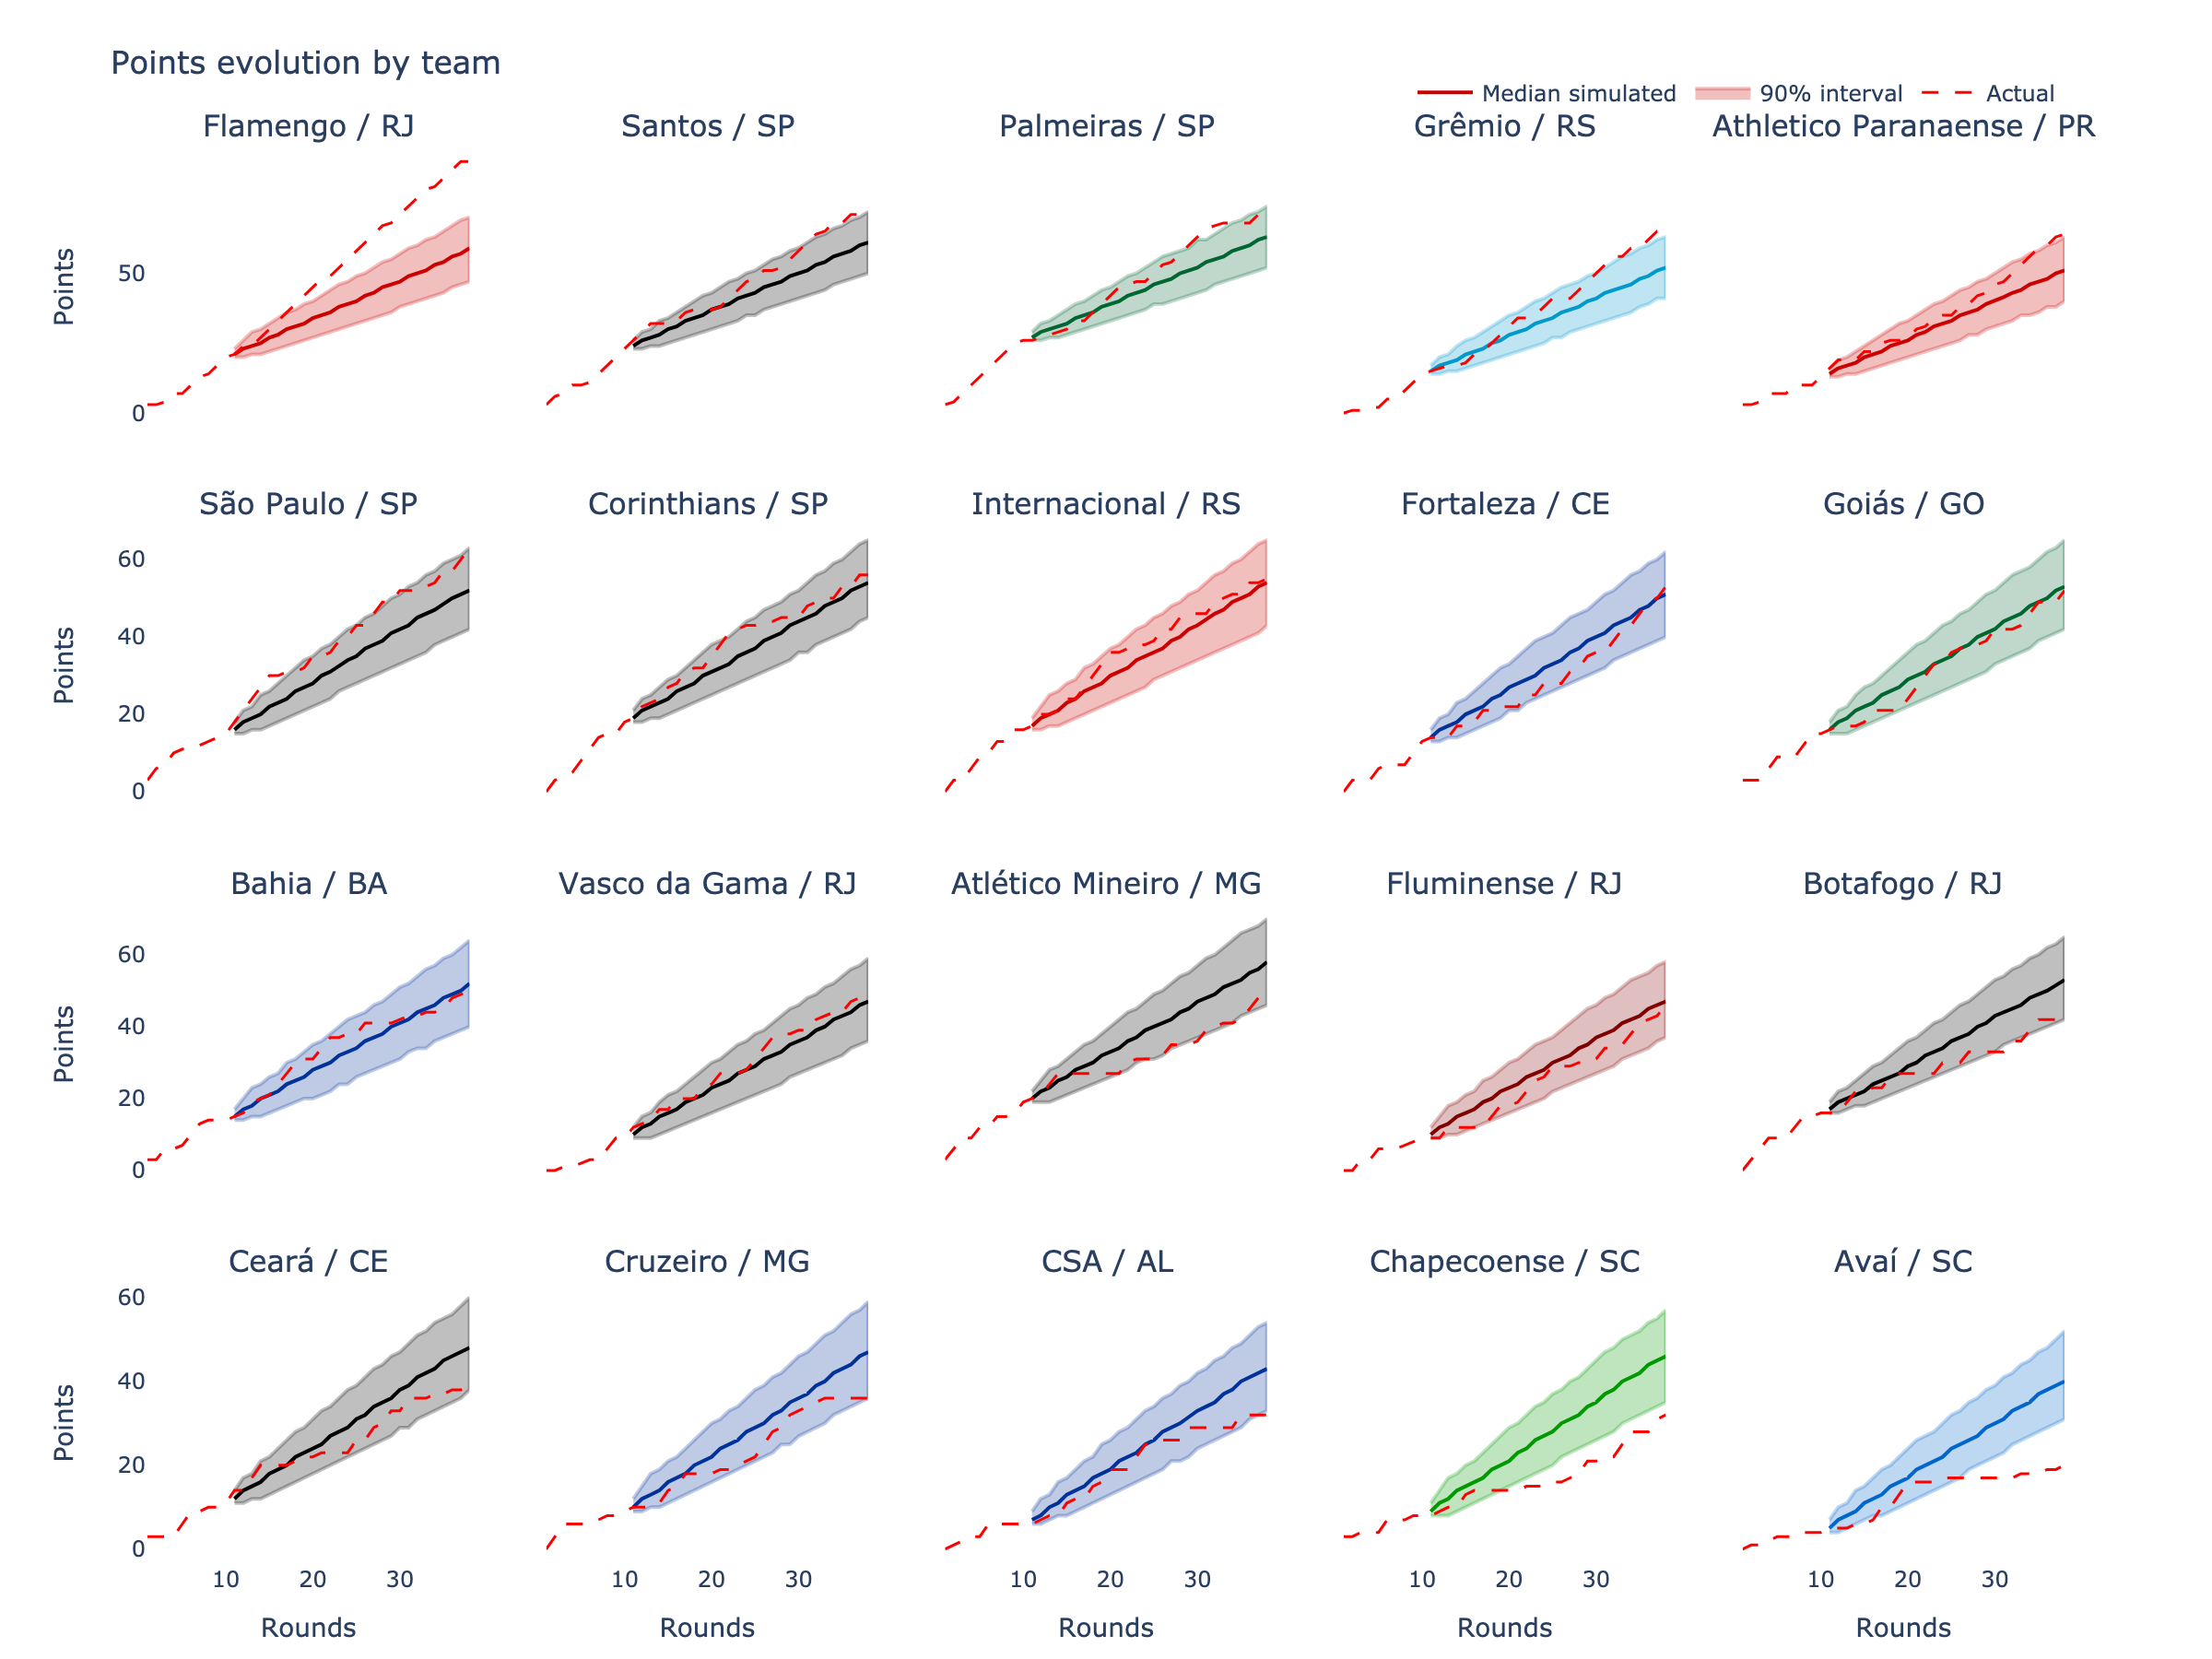 Points evolution by team
Median simulated 90% interval Actual
Flamengo / RJ Santos / SP Palmeiras / SP Grêmio / RS Athletico Paranaense / PR
Points
50
0
São Paulo / SP Corinthians / SP Internacional / RS Fortaleza / CE Goiás / GO
Points
60
40
20
0
Bahia / BA Vasco da Gama / RJ Atlético Mineiro / MG Fluminense / RJ Botafogo / RJ
Points
60
40
20
0
Ceará / CE Cruzeiro / MG CSA / AL Chapecoense / SC Avaí / SC
Points
60
40
20
0
10 20 30 10 20 30 10 20 30 10 20 30 10 20 30
Rounds Rounds Rounds Rounds Rounds